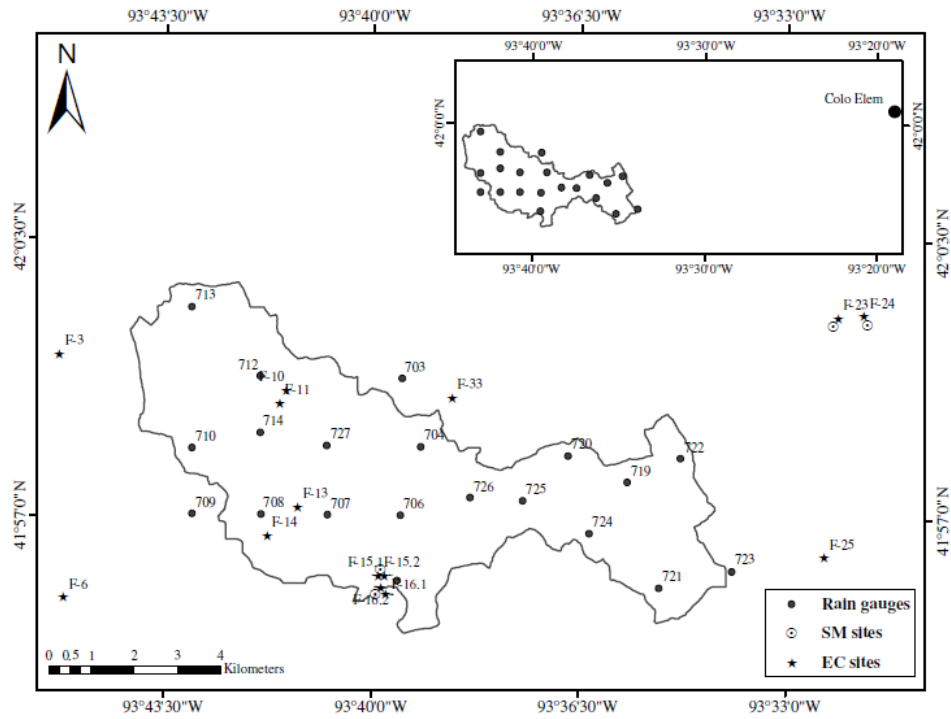 93°43'30"W 93°40'0"W 93°36'30"W 93°33'0"W
N
93°40'0"W 93°30'0"W 93°20'0"W
Colo Elem
42°0'0"N 42°0'0"N
93°40'0"W 93°30'0"W 93°20'0"W
42°0'30"N 42°0'30"N
713
F-23 F-24
F-3
712 703
F-10
F-11 F-33
714
710 727 704 720 722
719
709 708 F-13 707 706 726 725
F-14 724
41°57'0"N 41°57'0"N
F-15.1 F-15.2 F-25
723
F-6 F-16.1 721
F-16.2
Rain gauges
SM sites
EC sites
0 0.5 1 2 3 4
Kilometers
93°43'30"W 93°40'0"W 93°36'30"W 93°33'0"W